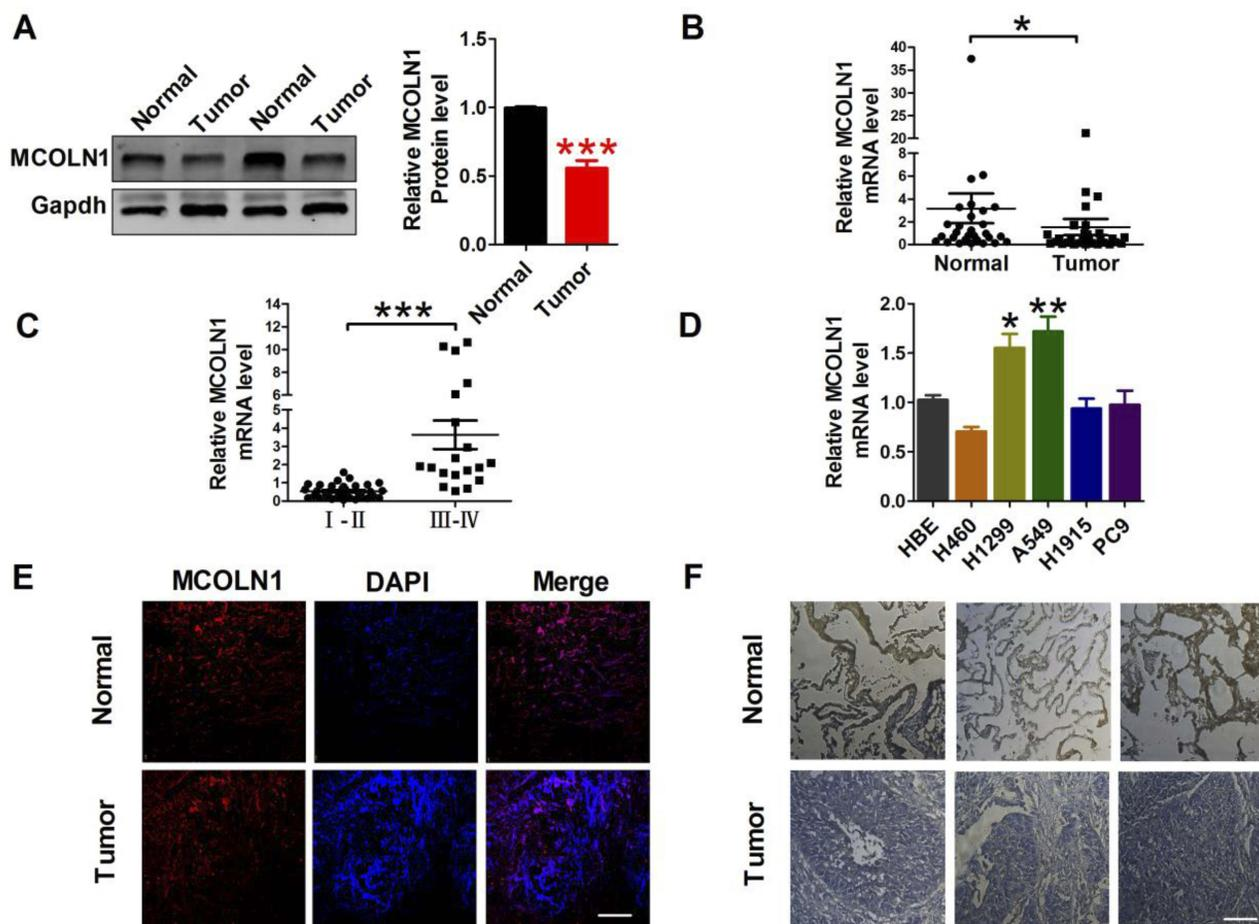 A
Normal
Tumor
Normal
Tumor
MCOLN1
Gapdh
Relative MCOLN1
Protein level
1.5
1.0
0.5
0.0
***
Normal
Tumor
B
Relative MCOLN1
mRNA level
40
35
30
25
20
8
6
4
2
0
*
Normal
Tumor
C
Relative MCOLN1
mRNA level
14
12
10
8
6
5
4
3
2
1
0
***
Ⅰ-Ⅱ
Ⅲ-Ⅳ
D
Relative MCOLN1
mRNA level
2.0
1.5
1.0
0.5
0.0
*
**
HBE
H460
H1299
A549
H1915
PC9
E
MCOLN1
DAPI
Merge
Normal
Tumor
F
Normal
Tumor